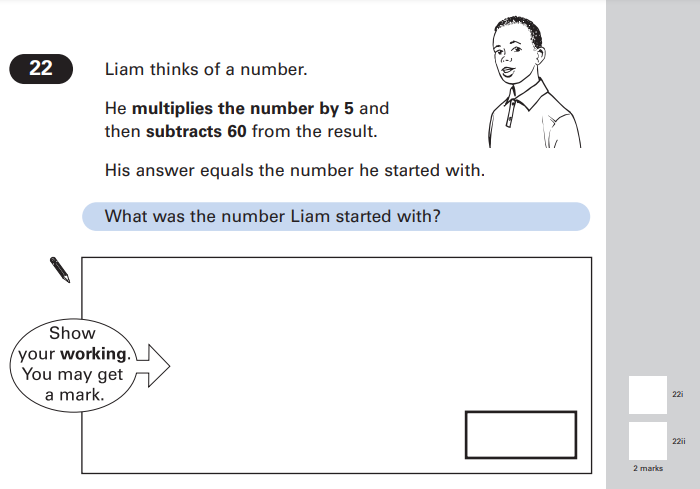 22
Liam thinks of a number.
He multiplies the number by 5 and
then subtracts 60 from the result.
His answer equals the number he started with.
What was the number Liam started with?
Show
your working.
You may get
a mark.
22i
22ii
2 marks